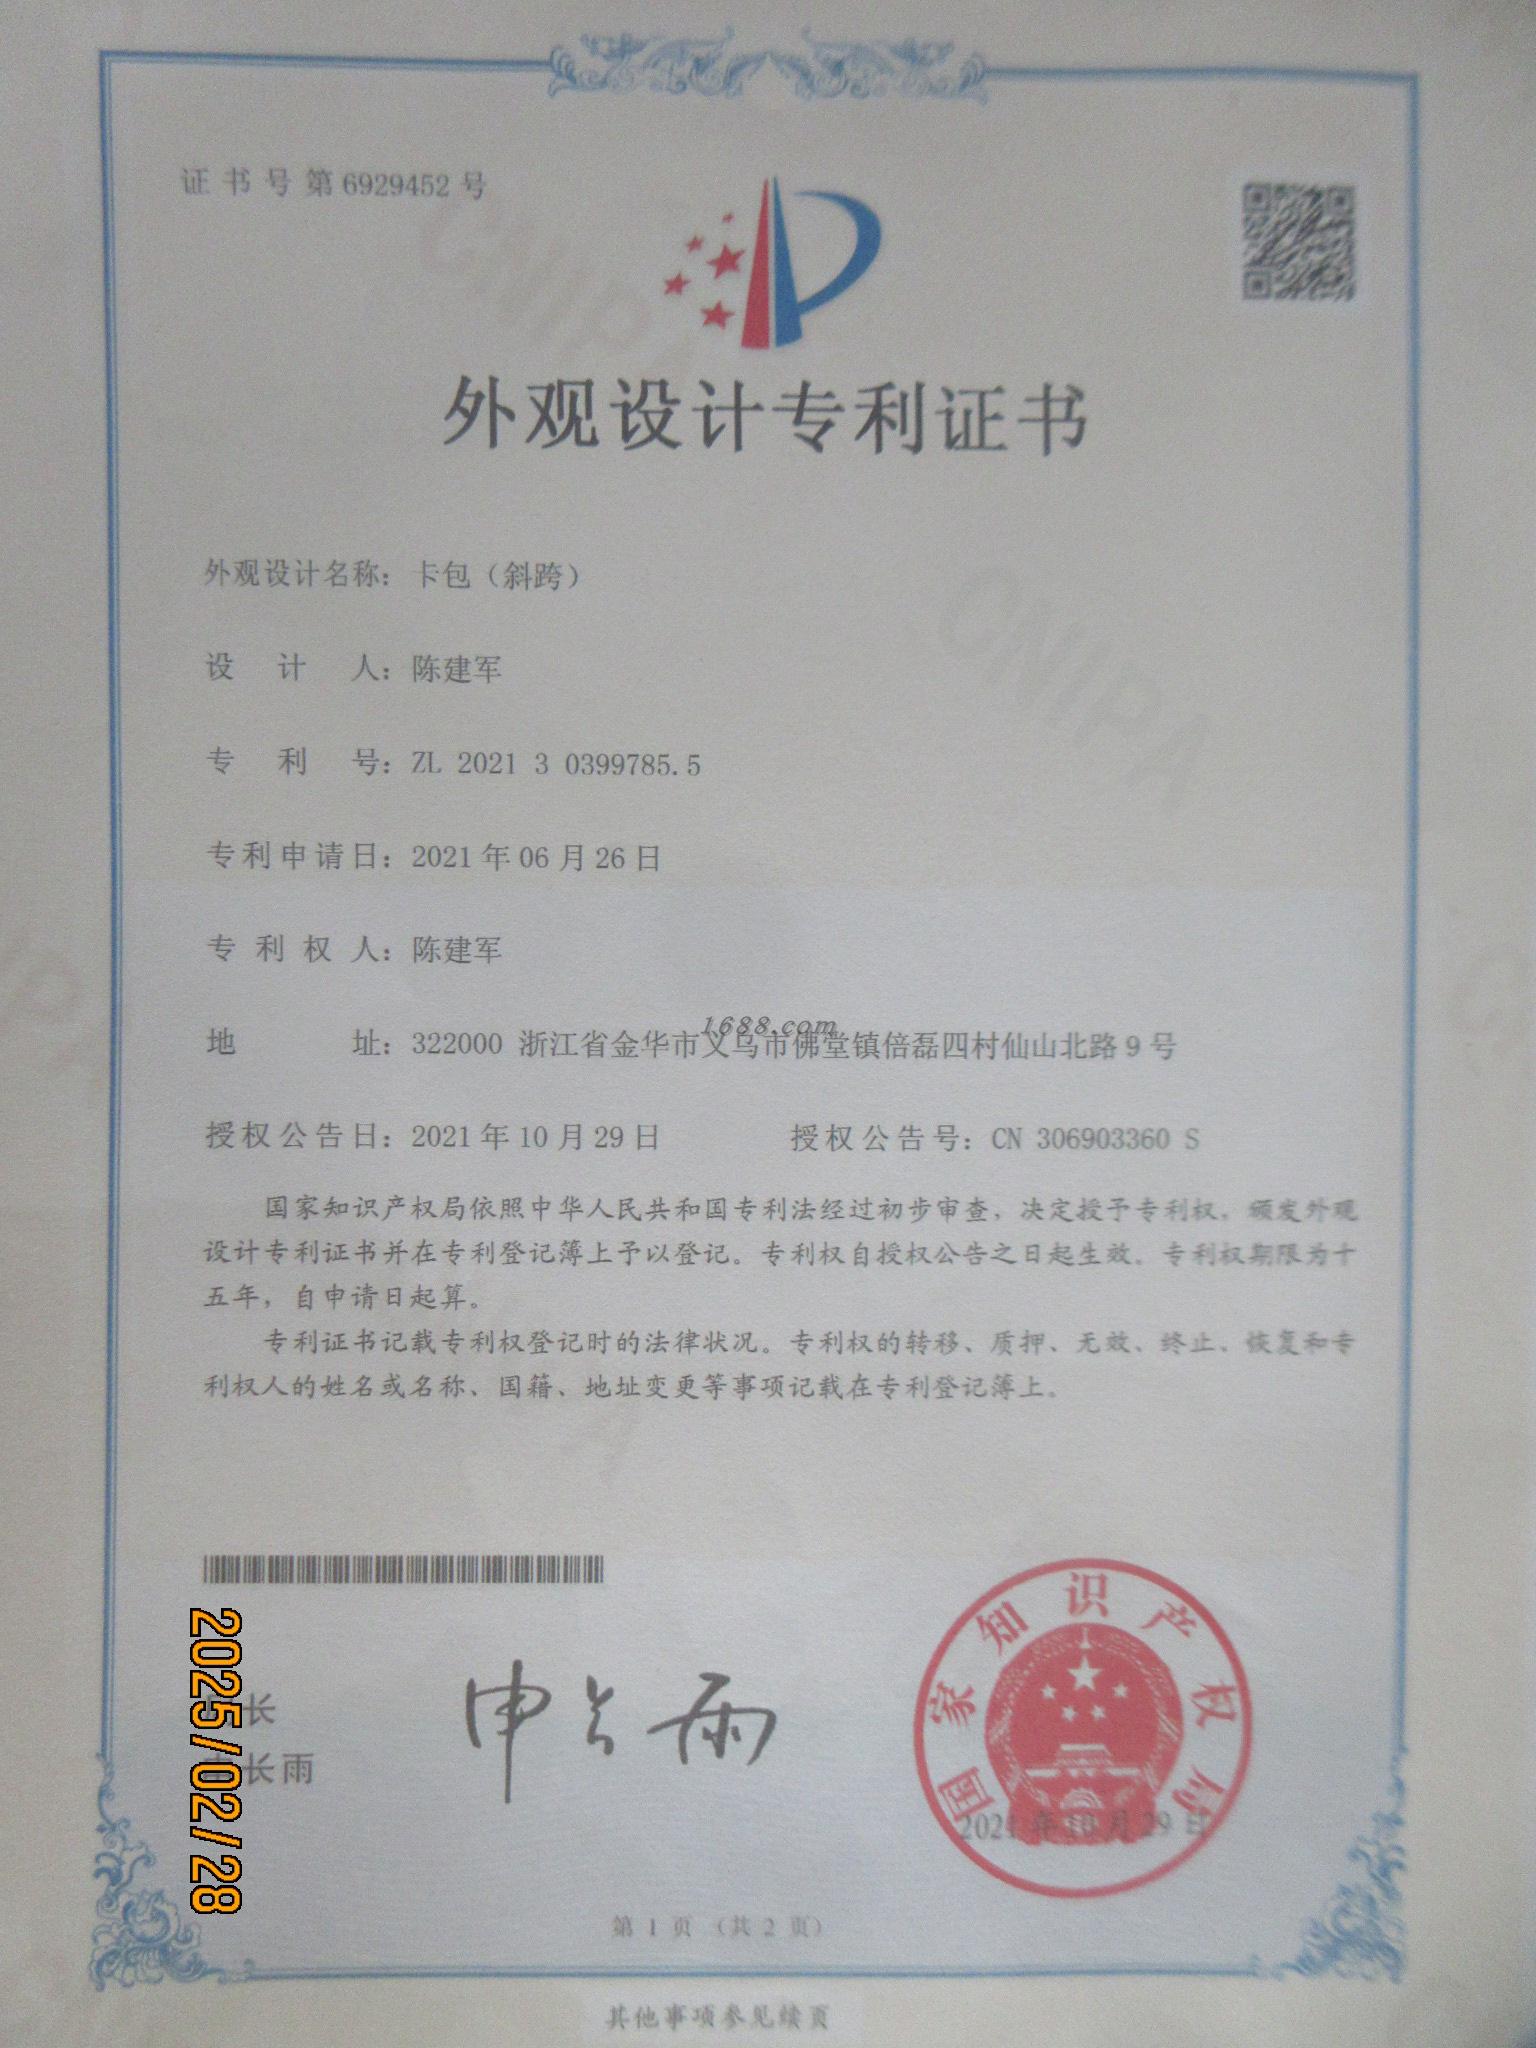 证书号第6929452号
外观设计专利证书
外观设计名称：卡包（斜跨）
设计人：陈建军
专利号：ZL 2021 3 0399785.5
专利申请日：2021年06月26日
专利权人：陈建军
1688.com
地址：322000 浙江省金华市义乌市佛堂镇倍磊四村仙山北路9号
授权公告日：2021年10月29日 授权公告号：CN 306903360 S
国家知识产权局依照中华人民共和国专利法经过初步审查，决定授予专利权，颁发外观
设计专利证书并在专利登记簿上予以登记。专利权自授权公告之日起生效。专利权期限为十
五年，自申请日起算。
专利证书记载专利权登记时的法律状况。专利权的转移、质押、无效、终止、恢复和专
利权人的姓名或名称、国籍、地址变更等事项记载在专利登记簿上。
局长
申长雨
申长雨
国家知识产权局
2021年10月29日
2025/02/28
第1页（共2页）
其他事项参见续页
CNIPA
CNIPA